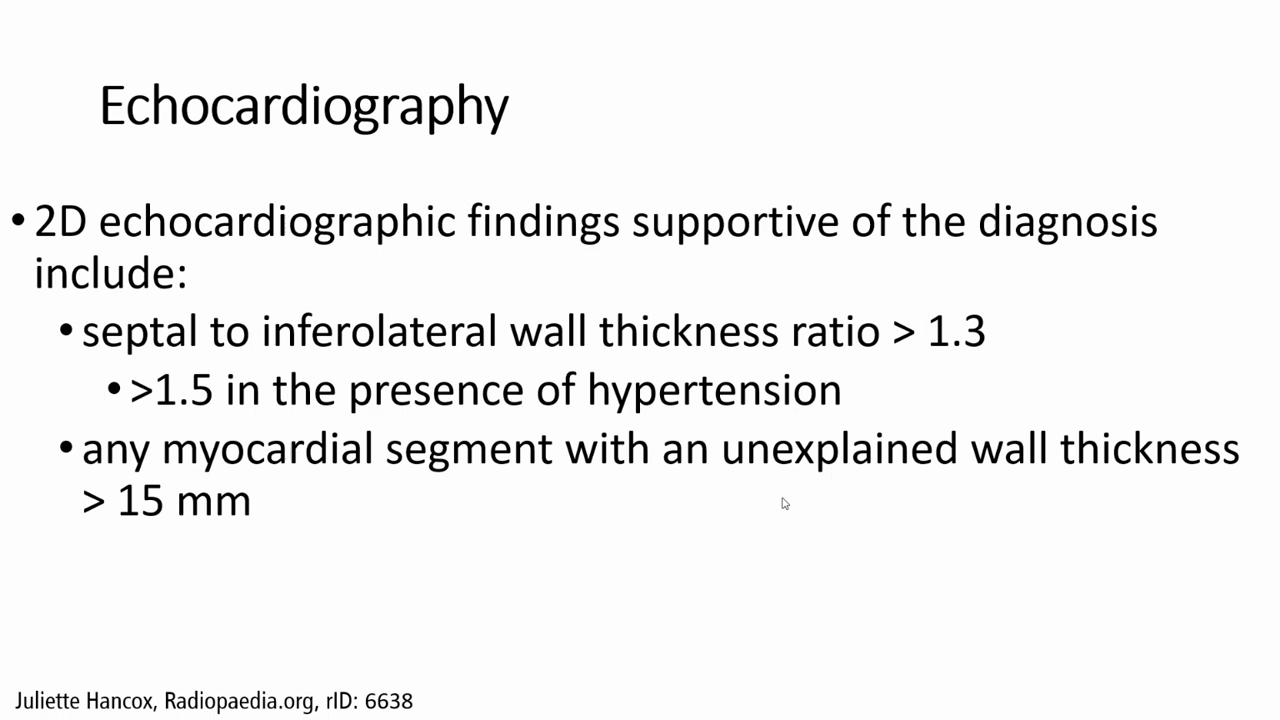 Echocardiography
• 2D echocardiographic findings supportive of the diagnosis
include:
• septal to inferolateral wall thickness ratio > 1.3
• >1.5 in the presence of hypertension
• any myocardial segment with an unexplained wall thickness
> 15 mm
Juliette Hancox, Radiopaedia.org, rID: 6638